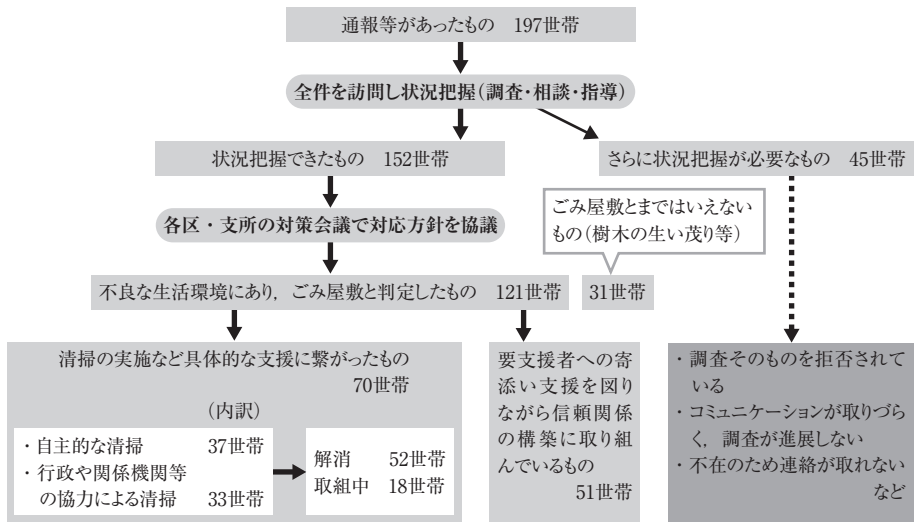 通報等があったもの 197世帯
全件を訪問し状況把握(調査・相談・指導)
状況把握できたもの 152世帯
さらに状況把握が必要なもの 45世帯
各区・支所の対策会議で対応方針を協議
ごみ屋敷とまではいえない
もの(樹木の生い茂り等)
不良な生活環境にあり,ごみ屋敷と判定したもの 121世帯
31世帯
清掃の実施など具体的な支援に繋がったもの
70世帯
(内訳)
・自主的な清掃 37世帯
・行政や関係機関等
の協力による清掃 33世帯
解消 52世帯
取組中 18世帯
要支援者への寄
添い支援を図り
ながら信頼関係
の構築に取り組
んでいるもの
51世帯
・調査そのものを拒否されて
いる
・コミュニケーションが取りづら
く,調査が進展しない
・不在のため連絡が取れない
など